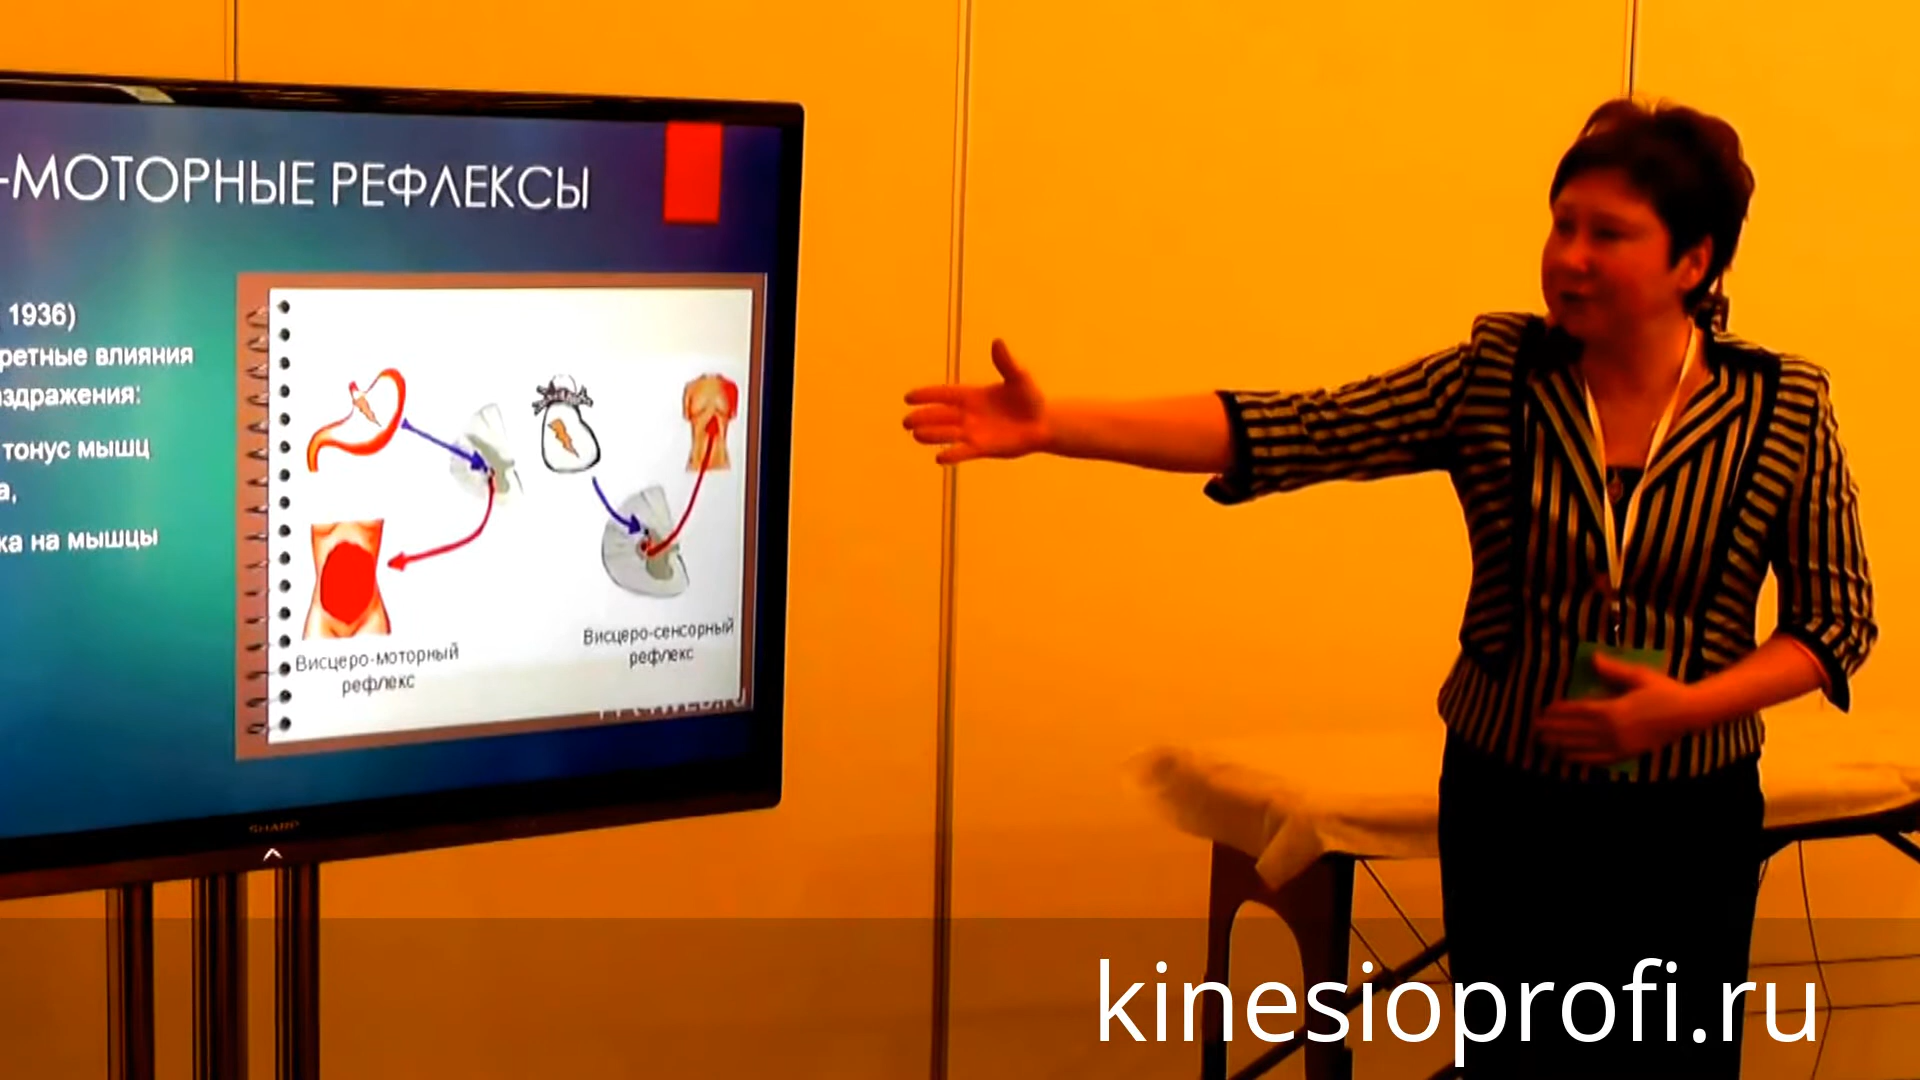 -МОТОРНЫЕ РЕФЛЕКСЫ
1936)
ретные влияния
здражения:
тонус мышц
а,
ка на мышцы
Висцеро-моторный
рефлекс
Висцеро-сенсорный
рефлекс
SHARP
kinesioprofi.ru